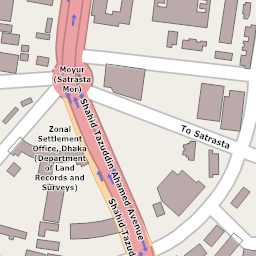 Moyur
(Satrasta
Mor)
Shahid Tazuddin Ahamed Avenue
To Satrasta
Zonal
Settlement
Office, Dhaka
(Department
of Land
Records and
Surveys)
Shahid Tazud